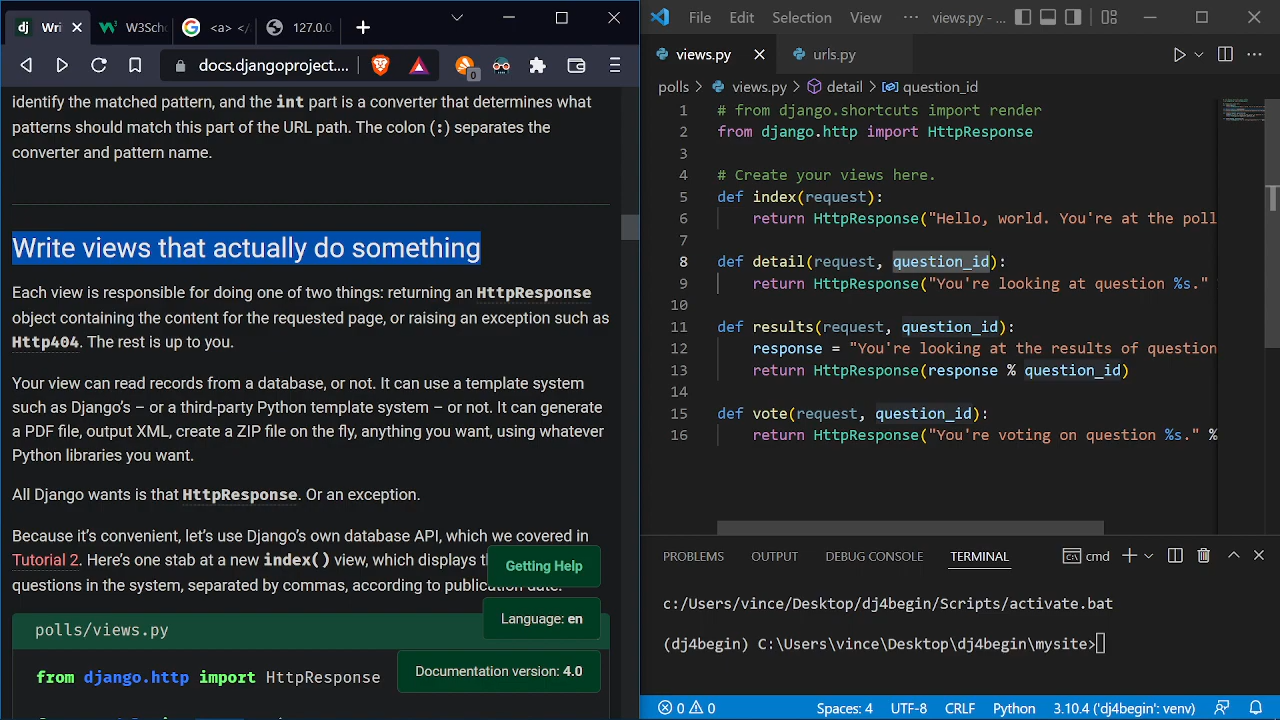 Wri
W3Scho
<a> </
127.0.0.
docs.djangoproject....
0
identify the matched pattern, and the int part is a converter that determines what
patterns should match this part of the URL path. The colon (:) separates the
converter and pattern name.
Write views that actually do something
Each view is responsible for doing one of two things: returning an HttpResponse
object containing the content for the requested page, or raising an exception such as
Http404. The rest is up to you.
Your view can read records from a database, or not. It can use a template system
such as Django's – or a third-party Python template system – or not. It can generate
a PDF file, output XML, create a ZIP file on the fly, anything you want, using whatever
Python libraries you want.
All Django wants is that HttpResponse. Or an exception.
Because it's convenient, let's use Django's own database API, which we covered in
Tutorial 2. Here's one stab at a new index() view, which displays
questions in the system, separated by commas, according to publication date:
Getting Help
Language: en
Documentation version: 4.0
polls/views.py
from django.http import HttpResponse
File Edit Selection View ··· views.py - ...
views.py
urls.py
polls > views.py > detail > question_id
1 # from django.shortcuts import render
2 from django.http import HttpResponse
3
4 # Create your views here.
5 def index(request):
6 return HttpResponse("Hello, world. You're at the poll
7
8 def detail(request, question_id):
9 return HttpResponse("You're looking at question %s."
10
11 def results(request, question_id):
12 response = "You're looking at the results of question
13 return HttpResponse(response % question_id)
14
15 def vote(request, question_id):
16 return HttpResponse("You're voting on question %s." %
PROBLEMS OUTPUT DEBUG CONSOLE TERMINAL cmd
c:/Users/vince/Desktop/dj4begin/Scripts/activate.bat
(dj4begin) C:\Users\vince\Desktop\dj4begin\mysite>
0 0 Spaces: 4 UTF-8 CRLF Python 3.10.4 ('dj4begin': venv)